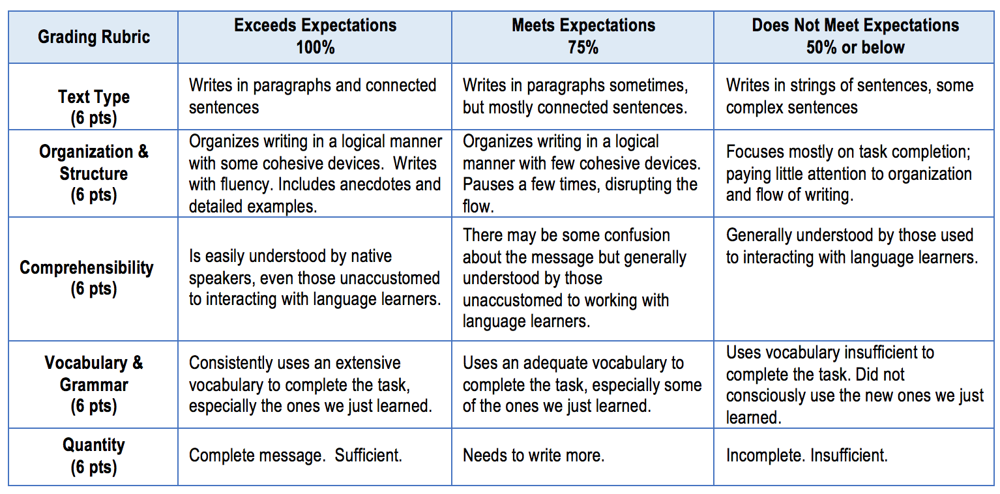 Grading Rubric
Exceeds Expectations
100%
Meets Expectations
75%
Does Not Meet Expectations
50% or below
Text Type
(6 pts)
Writes in paragraphs and connected
sentences
Writes in paragraphs sometimes,
but mostly connected sentences.
Writes in strings of sentences, some
complex sentences
Organization &
Structure
(6 pts)
Organizes writing in a logical manner
with some cohesive devices.  Writes
with fluency. Includes anecdotes and
detailed examples.
Organizes writing in a logical
manner with few cohesive devices.
Pauses a few times, disrupting the
flow.
Focuses mostly on task completion;
paying little attention to organization
and flow of writing.
Comprehensibility
(6 pts)
Is easily understood by native
speakers, even those unaccustomed
to interacting with language learners.
There may be some confusion
about the message but generally
understood by those
unaccustomed to working with
language learners.
Generally understood by those used
to interacting with language learners.
Vocabulary &
Grammar
(6 pts)
Consistently uses an extensive
vocabulary to complete the task,
especially the ones we just learned.
Uses an adequate vocabulary to
complete the task, especially some
of the ones we just learned.
Uses vocabulary insufficient to
complete the task. Did not
consciously use the new ones we just
learned.
Quantity
(6 pts)
Complete message.  Sufficient.
Needs to write more.
Incomplete. Insufficient.